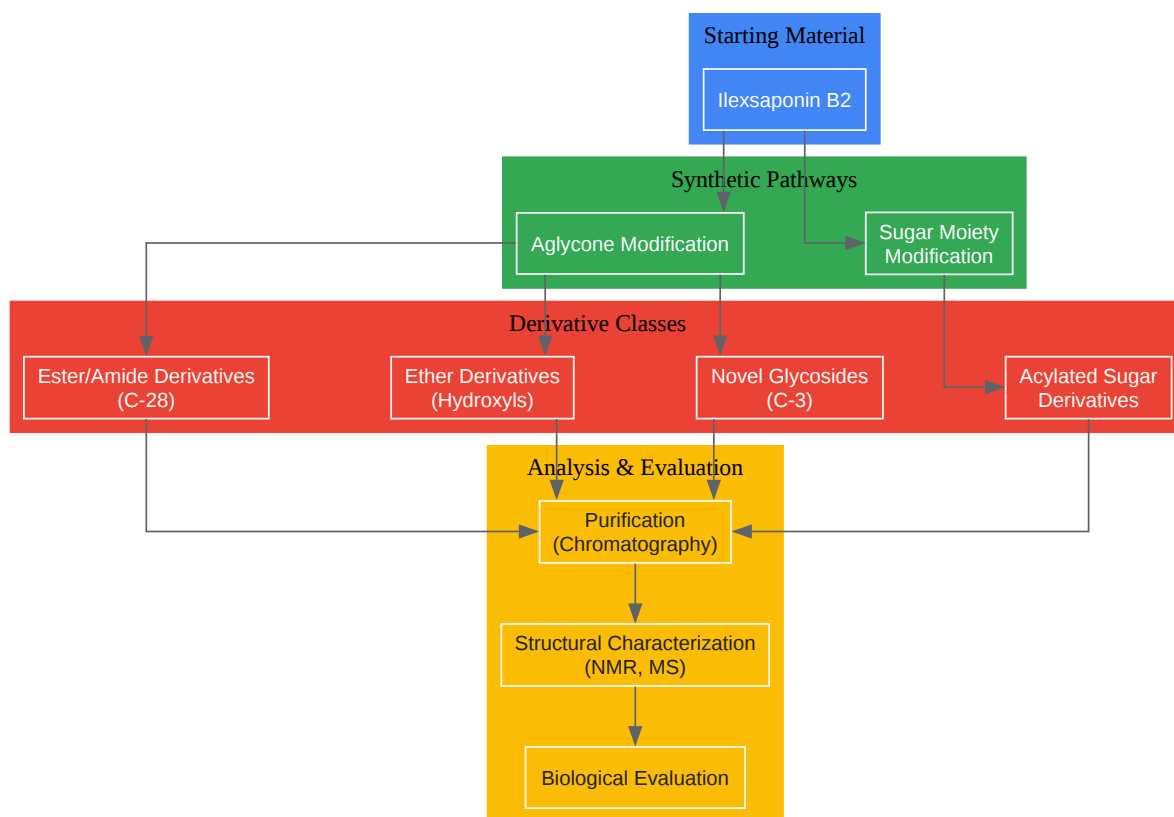 Starting Material
Ilexsaponin B2
Synthetic Pathways
Aglycone Modification
Sugar Moiety
Modification
Derivative Classes
Ester/Amide Derivatives
(C-28)
Ether Derivatives
(Hydroxyls)
Novel Glycosides
(C-3)
Acylated Sugar
Derivatives
Analysis & Evaluation
Purification
(Chromatography)
Structural Characterization
(NMR, MS)
Biological Evaluation